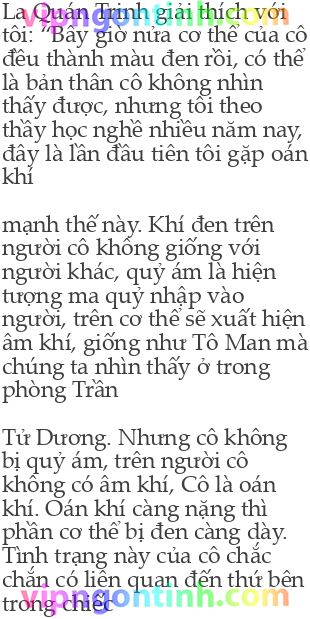 La Quán Trinh giải thích với
vipngontinh.com
tôi: “Bây giờ nửa cơ thể của cô
đều thành màu đen rồi, có thể
là bản thân cô không nhìn
thấy được, nhưng tôi theo
thầy học nghề nhiều năm nay,
đây là lần đầu tiên tôi gặp oán
khí
mạnh thế này. Khí đen trên
người cô không giống với
người khác, quỷ ám là hiện
tượng ma quỷ nhập vào
người, trên cơ thể sẽ xuất hiện
âm khí, giống như Tô Man mà
chúng ta nhìn thấy ở trong
phòng Trần
Tử Dương. Nhưng cô không
bị quỷ ám, trên người cô
không có âm khí, Cô là oán
khí. Oán khí càng nặng thì
phần cơ thể bị đen càng dày.
Tình trạng này của cô chắc
chắn có liên quan đến thứ bên
vipngontinh.com
trong chiếc